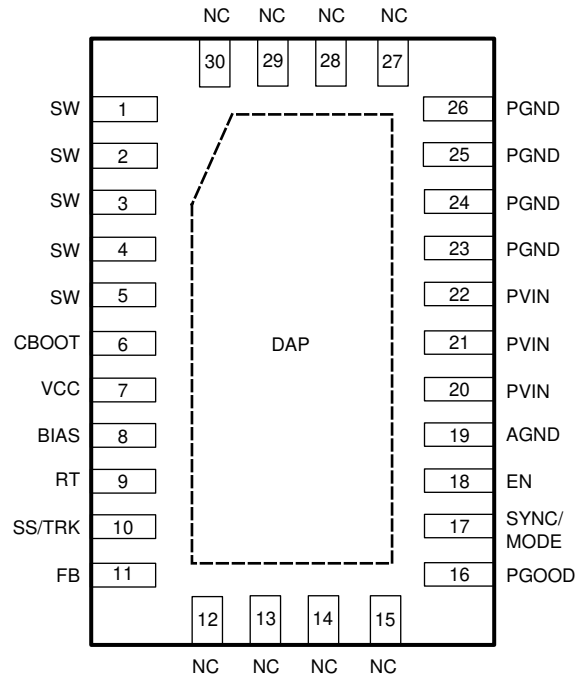 NC NC NC NC
30 29 28 27
SW 1 26 PGND
SW 2 25 PGND
SW 3 24 PGND
SW 4 23 PGND
SW 5 22 PVIN
CBOOT 6 DAP 21 PVIN
VCC 7 20 PVIN
BIAS 8 19 AGND
RT 9 18 EN
SS/TRK 10 17 SYNC/
MODE
FB 11 16 PGOOD
12 13 14 15
NC NC NC NC